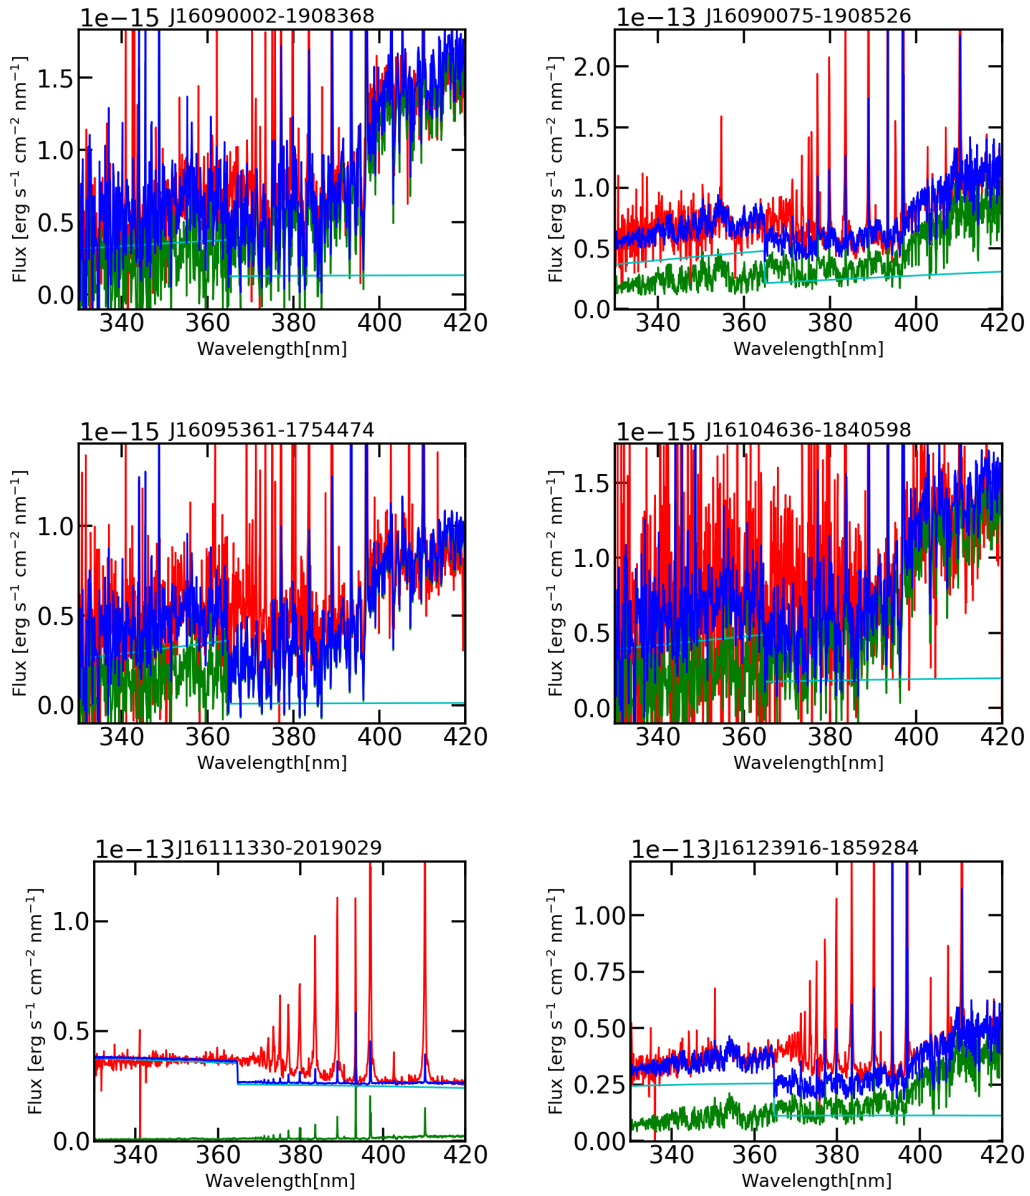 1e−15 J16090002-1908368
1e−13 J16090075-1908526
Flux [erg s⁻¹ cm⁻² nm⁻¹]
1.5
1.0
0.5
0.0
340 360 380 400 420
Wavelength[nm]
Flux [erg s⁻¹ cm⁻² nm⁻¹]
2.0
1.5
1.0
0.5
0.0
340 360 380 400 420
Wavelength[nm]
1e−15 J16095361-1754474
1e−15 J16104636-1840598
Flux [erg s⁻¹ cm⁻² nm⁻¹]
1.0
0.5
0.0
340 360 380 400 420
Wavelength[nm]
Flux [erg s⁻¹ cm⁻² nm⁻¹]
1.5
1.0
0.5
0.0
340 360 380 400 420
Wavelength[nm]
1e−13 J16111330-2019029
1e−13 J16123916-1859284
Flux [erg s⁻¹ cm⁻² nm⁻¹]
1.0
0.5
0.0
340 360 380 400 420
Wavelength[nm]
Flux [erg s⁻¹ cm⁻² nm⁻¹]
1.00
0.75
0.50
0.25
0.00
340 360 380 400 420
Wavelength[nm]